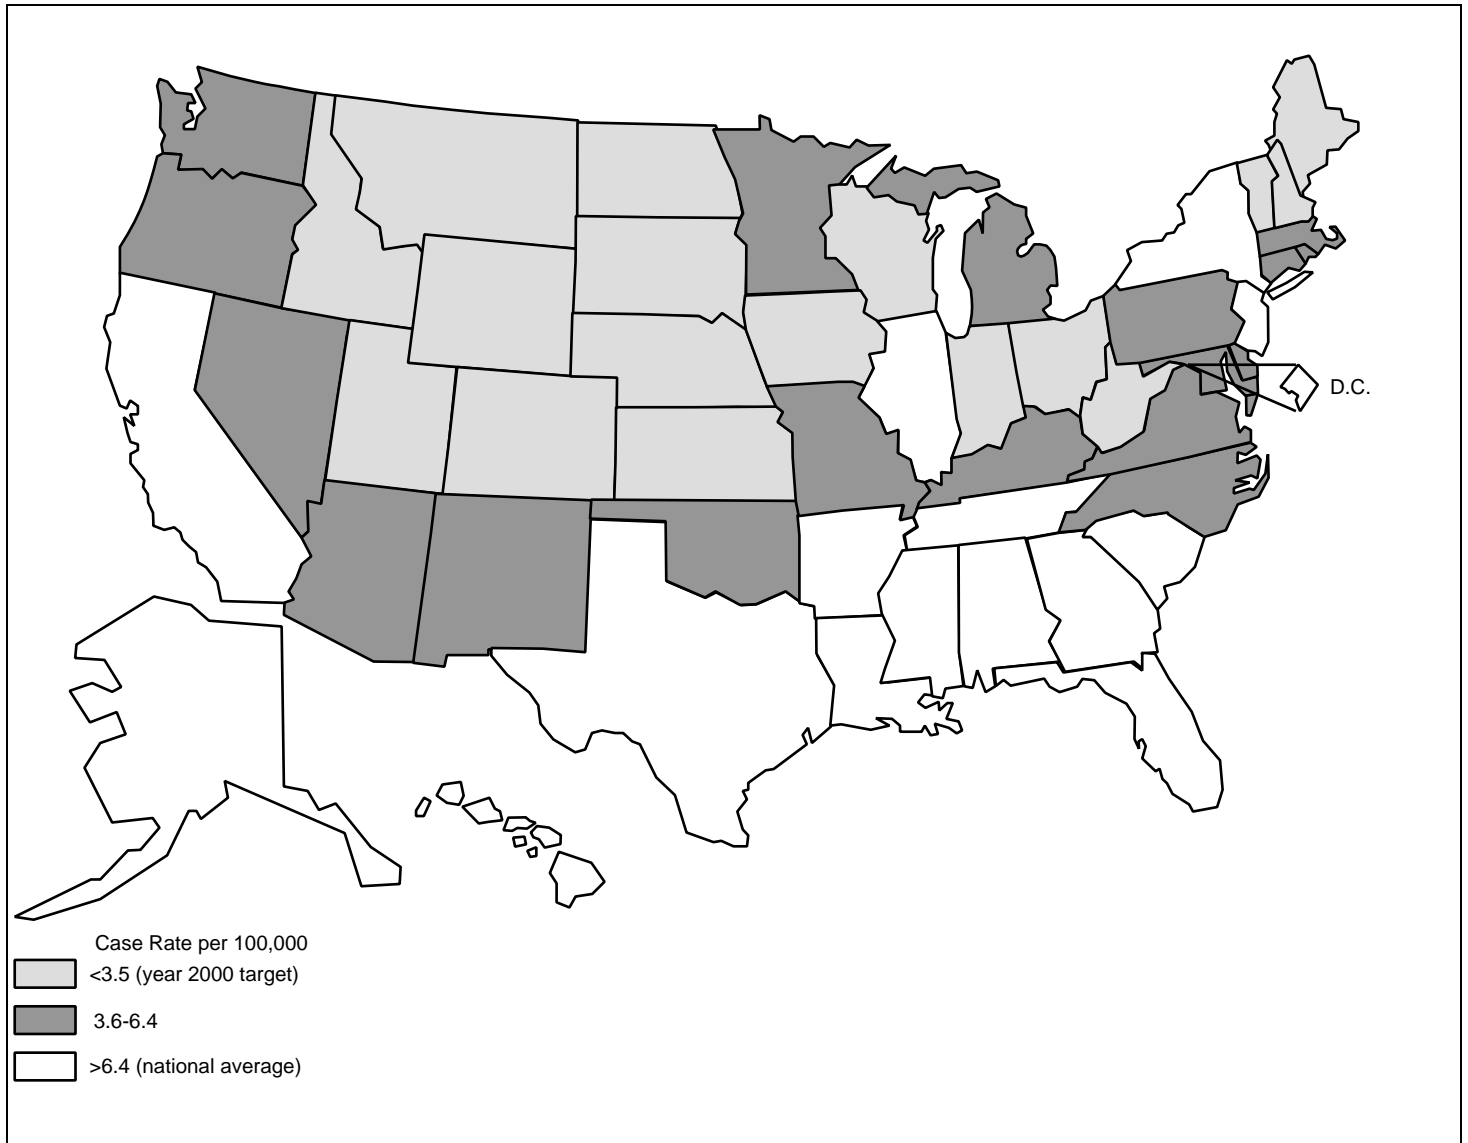 D.C.
Case Rate per 100,000
<3.5 (year 2000 target)
3.6-6.4
>6.4 (national average)